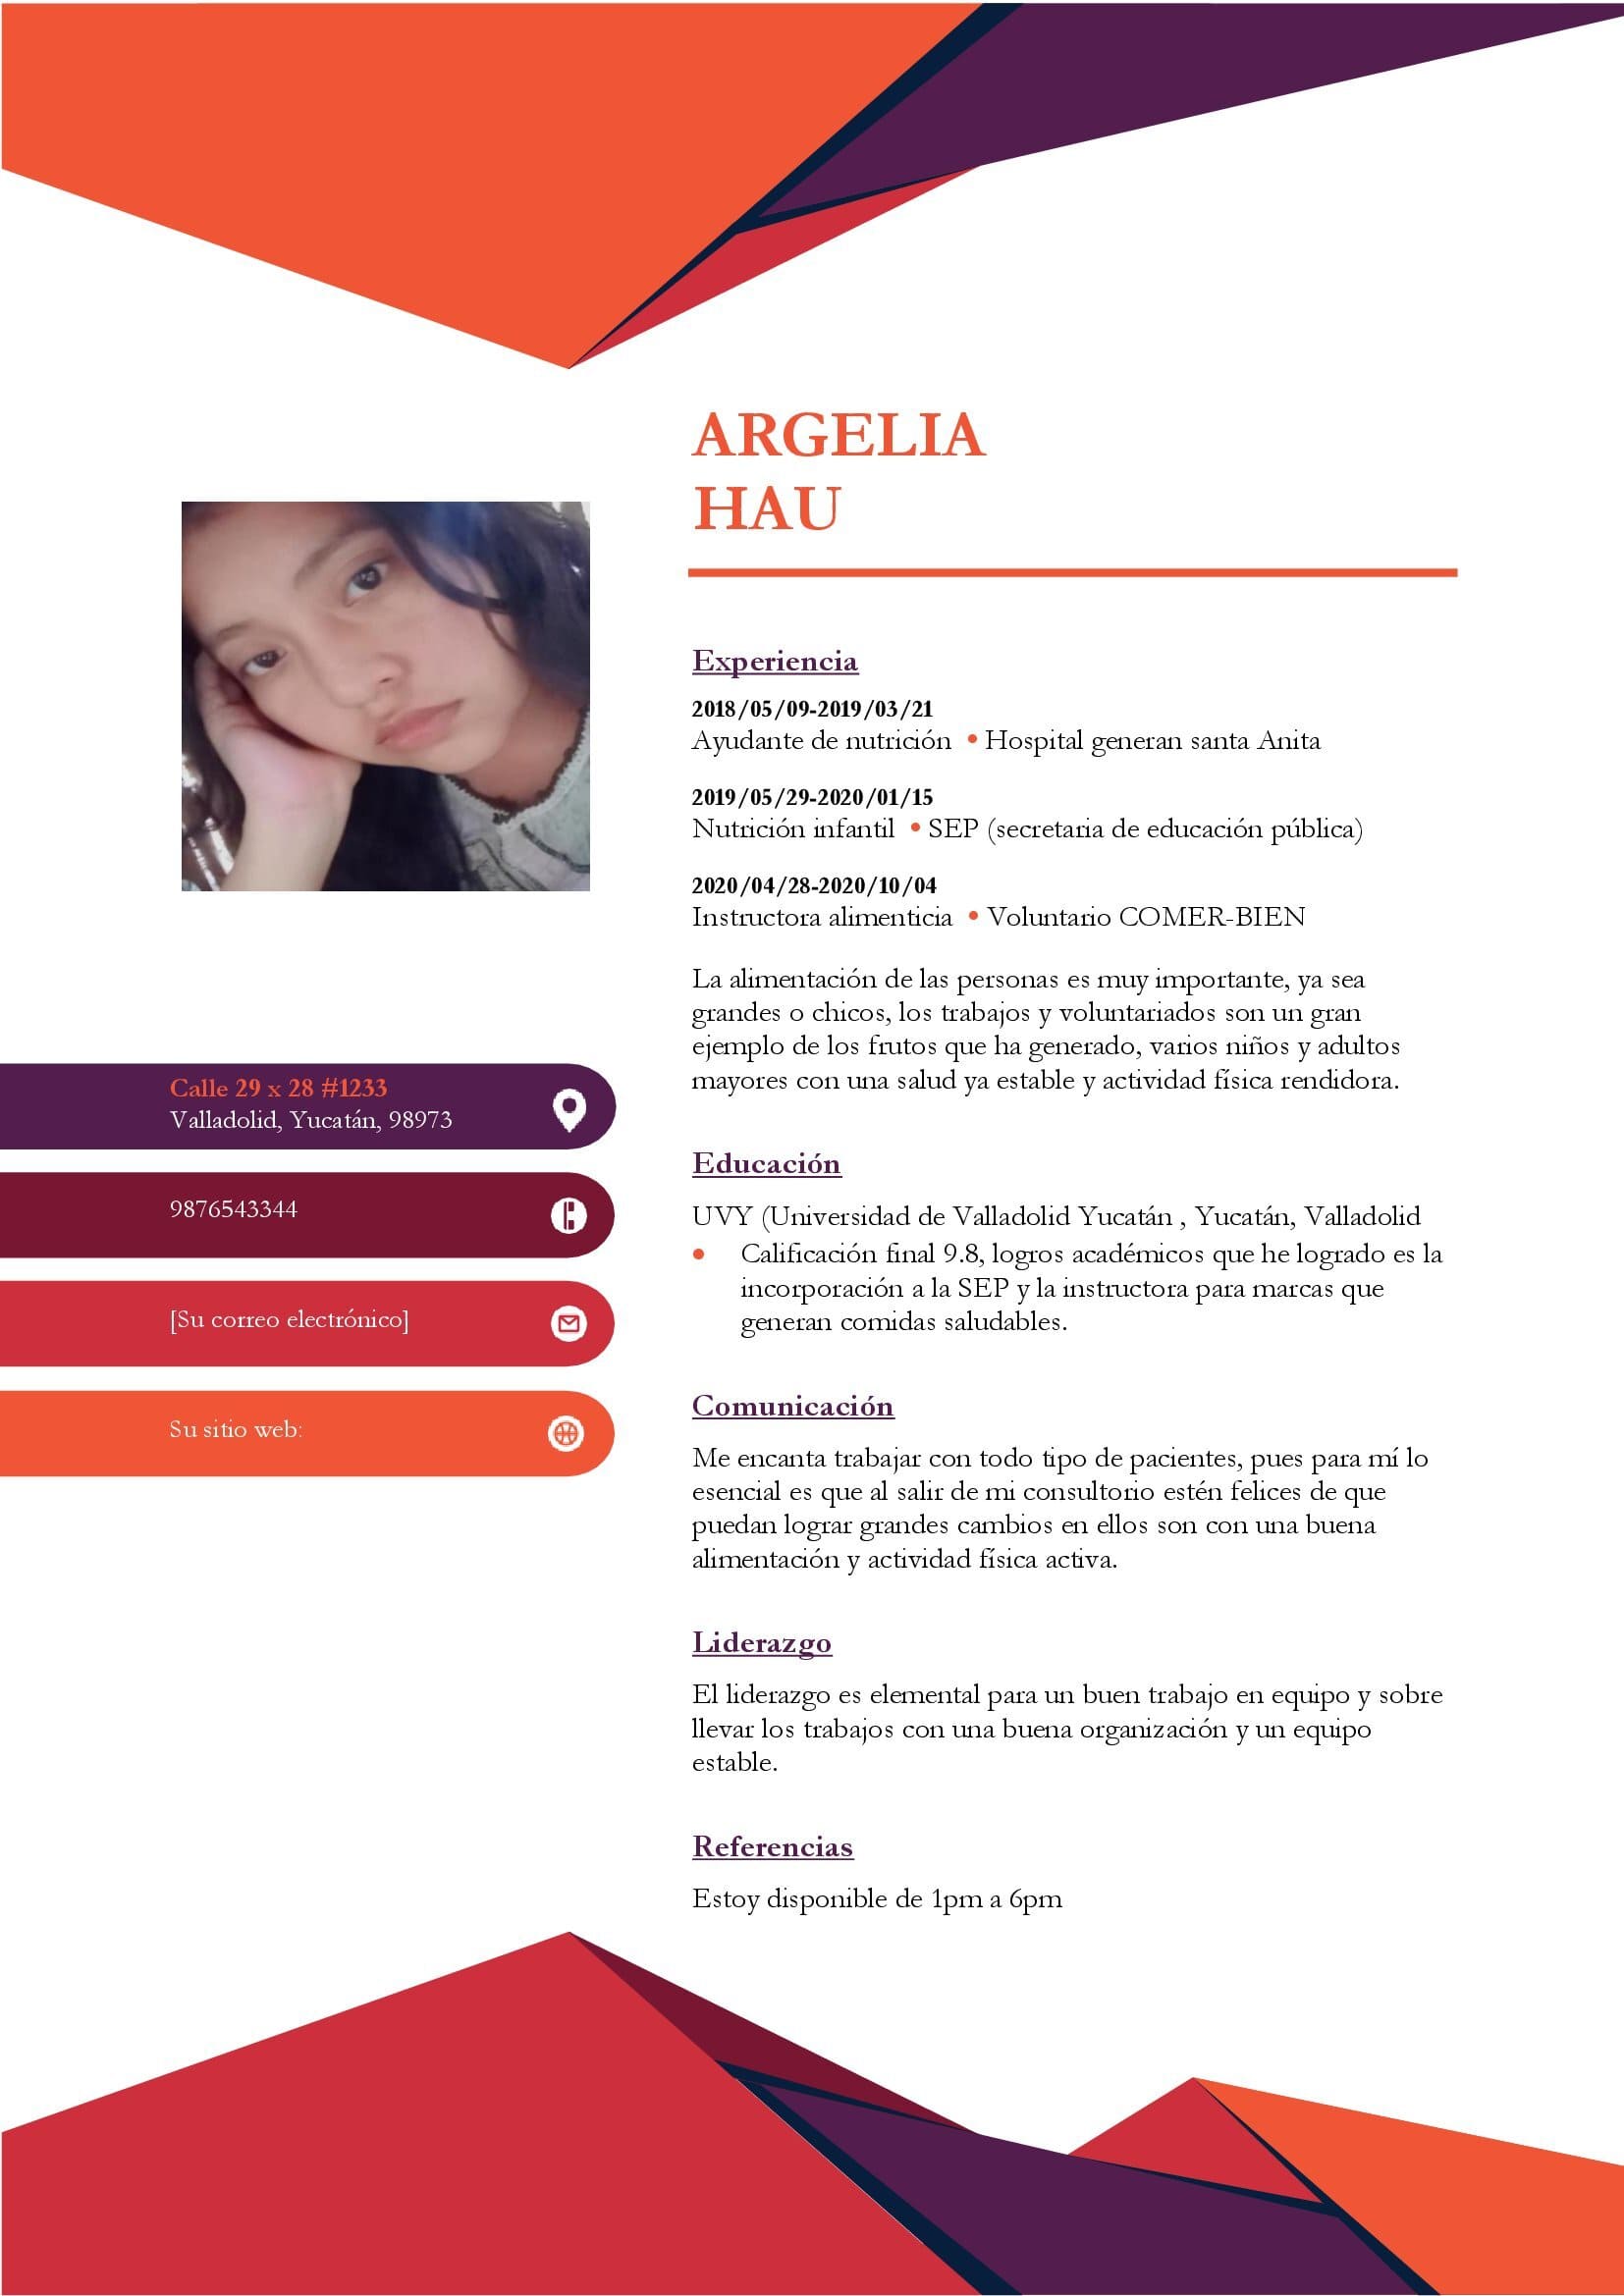 ARGELIA
HAU
Experiencia
2018/05/09-2019/03/21
Ayudante de nutrición • Hospital generan santa Anita
2019/05/29-2020/01/15
Nutrición infantil • SEP (secretaria de educación pública)
2020/04/28-2020/10/04
Instructora alimenticia • Voluntario COMER-BIEN
La alimentación de las personas es muy importante, ya sea
grandes o chicos, los trabajos y voluntariados son un gran
ejemplo de los frutos que ha generado, varios niños y adultos
mayores con una salud ya estable y actividad física rendidora.
Calle 29 x 28 #1233
Valladolid, Yucatán, 98973
9876543344
[Su correo electrónico]
Su sitio web:
Educación
UVY (Universidad de Valladolid Yucatán , Yucatán, Valladolid
• Calificación final 9.8, logros académicos que he logrado es la
incorporación a la SEP y la instructora para marcas que
generan comidas saludables.
Comunicación
Me encanta trabajar con todo tipo de pacientes, pues para mí lo
esencial es que al salir de mi consultorio estén felices de que
puedan lograr grandes cambios en ellos son con una buena
alimentación y actividad física activa.
Liderazgo
El liderazgo es elemental para un buen trabajo en equipo y sobre
llevar los trabajos con una buena organización y un equipo
estable.
Referencias
Estoy disponible de 1pm a 6pm